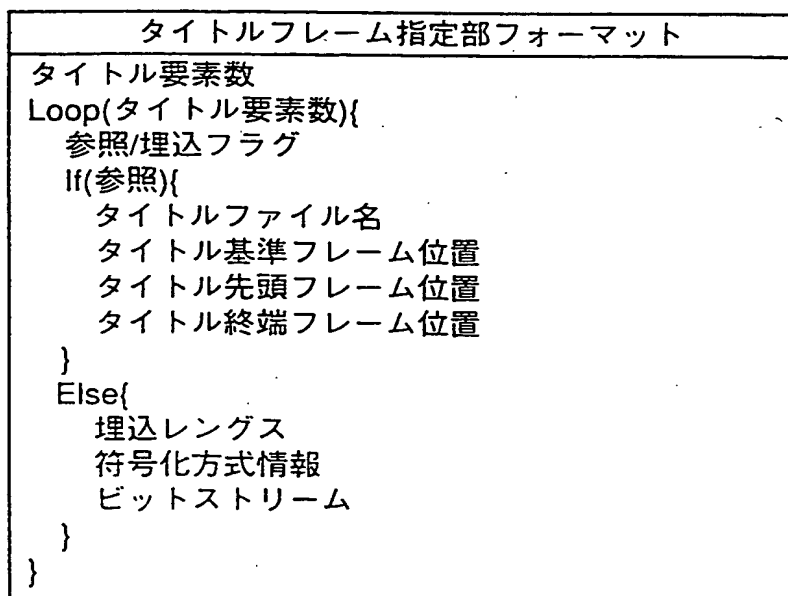 タイトルフレーム指定部フォーマット
タイトル要素数
Loop(タイトル要素数){
参照/埋込フラグ
If(参照){
タイトルファイル名
タイトル基準フレーム位置
タイトル先頭フレーム位置
タイトル終端フレーム位置
}
Else{
埋込レングス
符号化方式情報
ビットストリーム
}
}